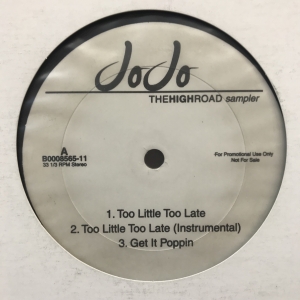 JoJo
THEHIGHROAD sampler
A
B0008565-11
33 1/3 RPM Stereo
For Promotional Use Only
Not For Sale
1. Too Little Too Late
2. Too Little Too Late (Instrumental)
3. Get It Poppin